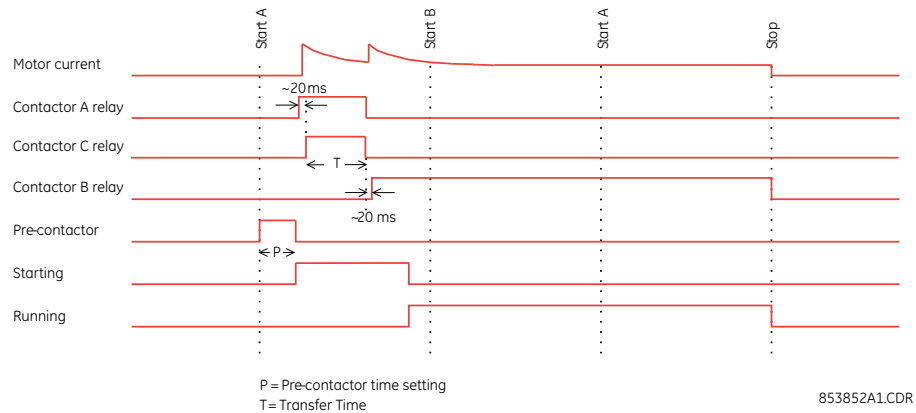 Start A
Start B
Start A
Stop
Motor current
~20 ms
Contactor A relay
Contactor C relay
T
Contactor B relay
~20 ms
Pre-contactor
P
Starting
Running
P = Pre-contactor time setting
T = Transfer Time
853852A1.CDR